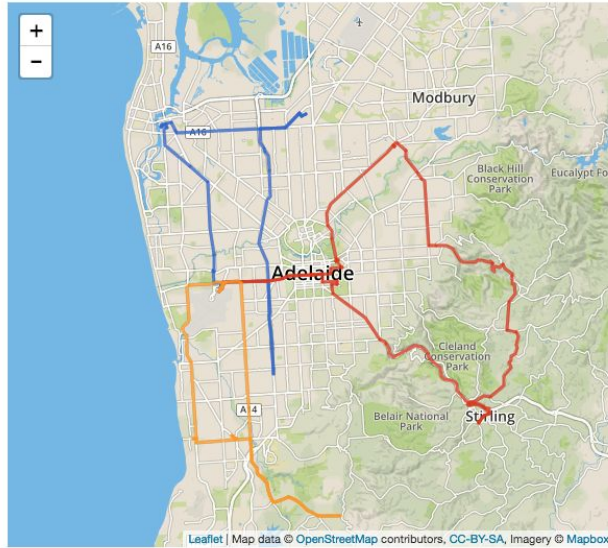 +
−
A16
Modbury
A16
Black Hill
Conservation
Park
Eucalypt Fo
Adelaide
Cleland
Conservation
Park
Belair National
Park
Stirling
Leaflet | Map data © OpenStreetMap contributors, CC-BY-SA, Imagery © Mapbox